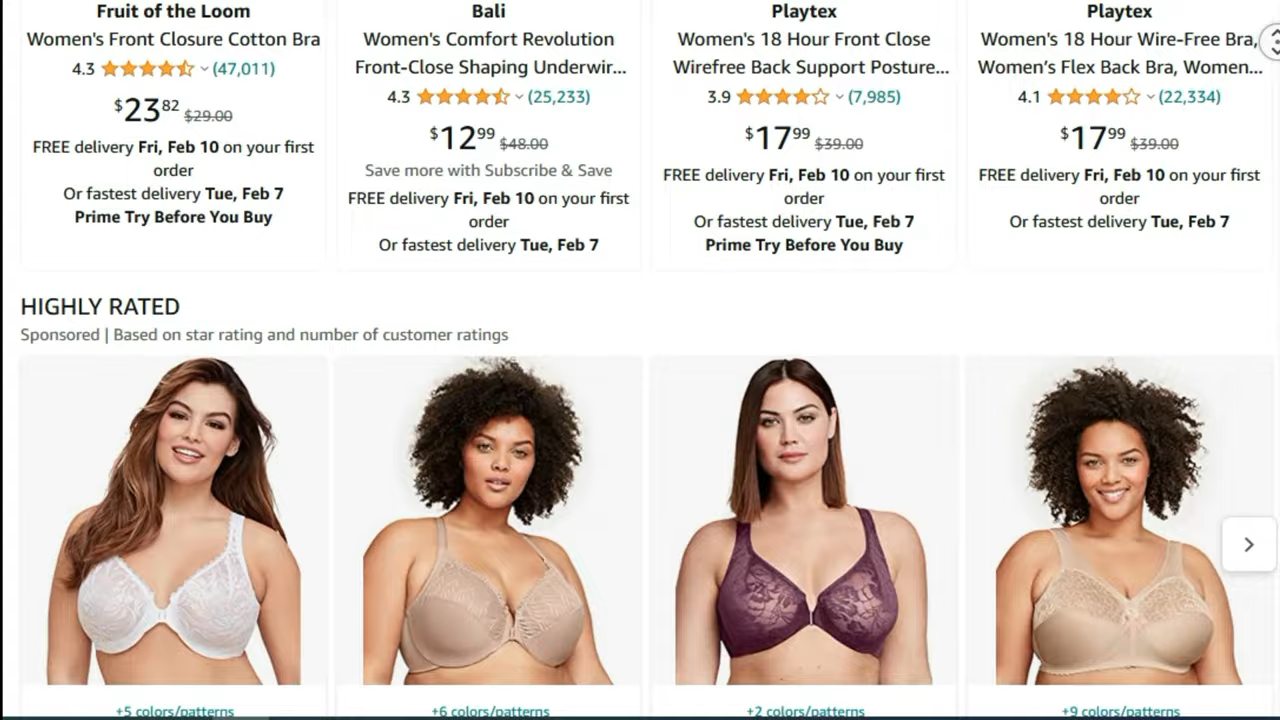 Fruit of the Loom
Women's Front Closure Cotton Bra
4.3 (47,011)
$23.82 $29.00
FREE delivery Fri, Feb 10 on your first
order
Or fastest delivery Tue, Feb 7
Prime Try Before You Buy
Bali
Women's Comfort Revolution
Front-Close Shaping Underwir...
4.3 (25,233)
$12.99 $48.00
Save more with Subscribe & Save
FREE delivery Fri, Feb 10 on your first
order
Or fastest delivery Tue, Feb 7
Playtex
Women's 18 Hour Front Close
Wirefree Back Support Posture...
3.9 (7,985)
$17.99 $39.00
FREE delivery Fri, Feb 10 on your first
order
Or fastest delivery Tue, Feb 7
Prime Try Before You Buy
Playtex
Women's 18 Hour Wire-Free Bra,
Women’s Flex Back Bra, Women...
4.1 (22,334)
$17.99 $39.00
FREE delivery Fri, Feb 10 on your first
order
Or fastest delivery Tue, Feb 7
HIGHLY RATED
Sponsored | Based on star rating and number of customer ratings
+5 colors/patterns
+6 colors/patterns
+2 colors/patterns
+9 colors/patterns